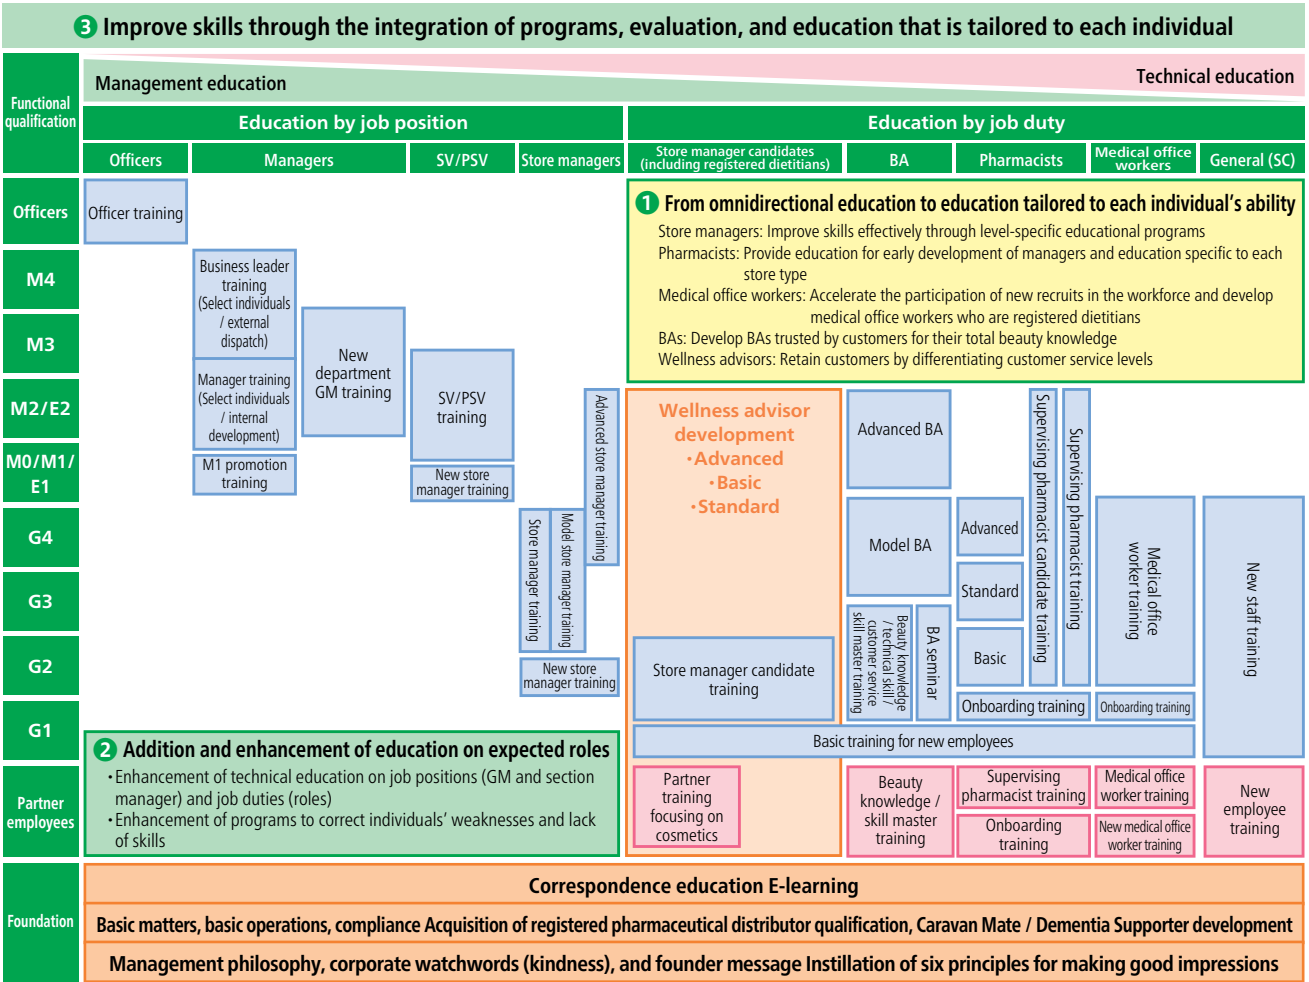 3 Improve skills through the integration of programs, evaluation, and education that is tailored to each individual
Functional
qualification
Management education
Technical education
Education by job position
Education by job duty
Officers
Managers
SV/PSV
Store managers
Store manager candidates
(including registered dietitians)
BA
Pharmacists
Medical office
workers
General (SC)
Officers
M4
M3
M2/E2
M0/M1/
E1
G4
G3
G2
G1
Partner
employees
Foundation
Officer training
Business leader
training
(Select individuals
/ external
dispatch)
Manager training
(Select individuals
/ internal
development)
M1 promotion
training
New
department
GM training
SV/PSV
training
New store
manager training
Store manager training
Model store manager training
Advanced store manager training
New store
manager training
1 From omnidirectional education to education tailored to each individual's ability
Store managers: Improve skills effectively through level-specific educational programs
Pharmacists: Provide education for early development of managers and education specific to each
store type
Medical office workers: Accelerate the participation of new recruits in the workforce and develop
medical office workers who are registered dietitians
BAs: Develop BAs trusted by customers for their total beauty knowledge
Wellness advisors: Retain customers by differentiating customer service levels
Wellness advisor
development
・Advanced
・Basic
・Standard
Store manager candidate
training
Advanced BA
Model BA
Beauty knowledge
/ technical skill /
customer service
skill master training
BA seminar
Advanced
Standard
Basic
Supervising pharmacist candidate training
Supervising pharmacist training
Onboarding training
Medical office
worker training
Onboarding training
New staff training
Basic training for new employees
2 Addition and enhancement of education on expected roles
・Enhancement of technical education on job positions (GM and section
manager) and job duties (roles)
・Enhancement of programs to correct individuals' weaknesses and lack
of skills
Partner
training
focusing on
cosmetics
Beauty
knowledge /
skill master
training
Supervising
pharmacist training
Onboarding
training
Medical office
worker training
New medical office
worker training
New
employee
training
Correspondence education E-learning
Basic matters, basic operations, compliance Acquisition of registered pharmaceutical distributor qualification, Caravan Mate / Dementia Supporter development
Management philosophy, corporate watchwords (kindness), and founder message Instillation of six principles for making good impressions